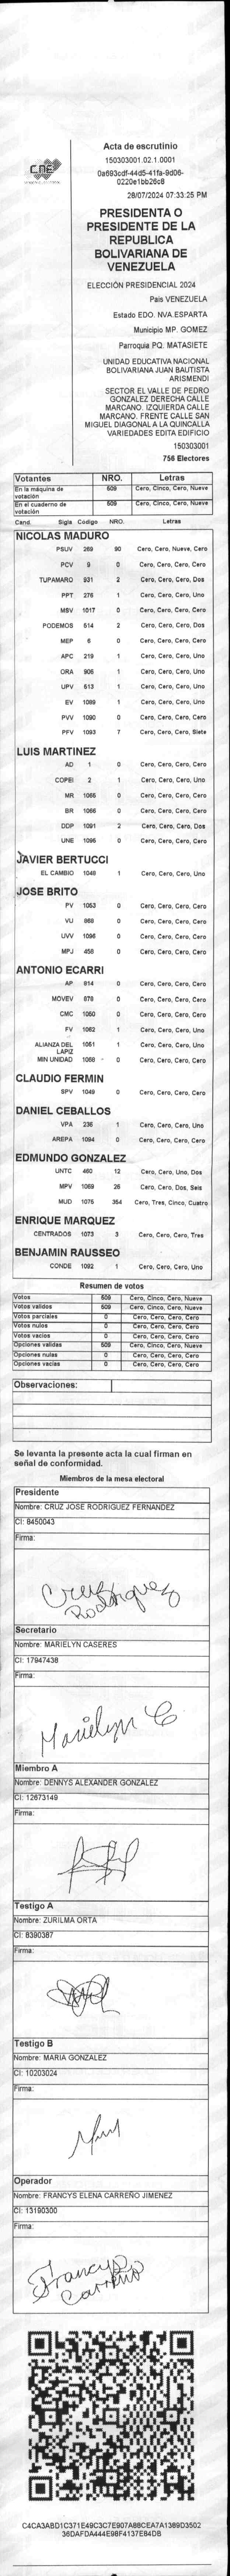 Acta de escrutinio
CNE
150303001.02.1.0001
0a693cdf-44d5-41fa-9d06-
0220e1bb26c8
28/07/2024 07:33:25 PM
PRESIDENTA O
PRESIDENTE DE LA
REPUBLICA
BOLIVARIANA DE
VENEZUELA
ELECCIÓN PRESIDENCIAL 2024
Pais VENEZUELA
Estado EDO. NVA.ESPARTA
Municipio MP. GOMEZ
Parroquia PQ. MATASIETE
UNIDAD EDUCATIVA NACIONAL
BOLIVARIANA JUAN BAUTISTA
ARISMENDI
SECTOR EL VALLE DE PEDRO
GONZALEZ DERECHA CALLE
MARCANO. IZQUIERDA CALLE
MARCANO. FRENTE CALLE SAN
MIGUEL DIAGONAL A LA QUINCALLA
VARIEDADES EDITA EDIFICIO
150303001
756 Electores
Votantes NRO. Letras
En la máquina de votación 509 Cero, Cinco, Cero, Nueve
En el cuaderno de votación 509 Cero, Cinco, Cero, Nueve
Cand. Sigla Codigo NRO. Letras
NICOLAS MADURO
PSUV 269 90 Cero, Cero, Nueve, Cero
PCV 9 0 Cero, Cero, Cero, Cero
TUPAMARO 931 2 Cero, Cero, Cero, Dos
PPT 276 1 Cero, Cero, Cero, Uno
MSV 1017 0 Cero, Cero, Cero, Cero
PODEMOS 514 2 Cero, Cero, Cero, Dos
MEP 6 0 Cero, Cero, Cero, Cero
APC 219 1 Cero, Cero, Cero, Uno
ORA 906 1 Cero, Cero, Cero, Uno
UPV 513 1 Cero, Cero, Cero, Uno
EV 1089 1 Cero, Cero, Cero, Uno
PVV 1090 0 Cero, Cero, Cero, Cero
PFV 1093 7 Cero, Cero, Cero, Siete
LUIS MARTINEZ
AD 1 0 Cero, Cero, Cero, Cero
COPEI 2 1 Cero, Cero, Cero, Uno
MR 1065 0 Cero, Cero, Cero, Cero
BR 1066 0 Cero, Cero, Cero, Cero
DDP 1091 2 Cero, Cero, Cero, Dos
UNE 1095 0 Cero, Cero, Cero, Cero
JAVIER BERTUCCI
EL CAMBIO 1048 1 Cero, Cero, Cero, Uno
JOSE BRITO
PV 1053 0 Cero, Cero, Cero, Cero
VU 868 0 Cero, Cero, Cero, Cero
UVV 1096 0 Cero, Cero, Cero, Cero
MPJ 458 0 Cero, Cero, Cero, Cero
ANTONIO ECARRI
AP 814 0 Cero, Cero, Cero, Cero
MOVEV 879 0 Cero, Cero, Cero, Cero
CMC 1050 0 Cero, Cero, Cero, Cero
FV 1062 1 Cero, Cero, Cero, Uno
ALIANZA DEL LAPIZ 1051 1 Cero, Cero, Cero, Uno
MIN UNIDAD 1068 0 Cero, Cero, Cero, Cero
CLAUDIO FERMIN
SPV 1049 0 Cero, Cero, Cero, Cero
DANIEL CEBALLOS
VPA 236 1 Cero, Cero, Cero, Uno
AREPA 1094 0 Cero, Cero, Cero, Cero
EDMUNDO GONZALEZ
UNTC 460 12 Cero, Cero, Uno, Dos
MPV 1069 26 Cero, Cero, Dos, Seis
MUD 1075 354 Cero, Tres, Cinco, Cuatro
ENRIQUE MARQUEZ
CENTRADOS 1073 3 Cero, Cero, Cero, Tres
BENJAMIN RAUSSEO
CONDE 1092 1 Cero, Cero, Cero, Uno
Resumen de votos
Votos 509 Cero, Cinco, Cero, Nueve
Votos validos 509 Cero, Cinco, Cero, Nueve
Votos parciales 0 Cero, Cero, Cero, Cero
Votos nulos 0 Cero, Cero, Cero, Cero
Votos vacios 0 Cero, Cero, Cero, Cero
Opciones validas 509 Cero, Cinco, Cero, Nueve
Opciones nulas 0 Cero, Cero, Cero, Cero
Opciones vacias 0 Cero, Cero, Cero, Cero
Observaciones:
Se levanta la presente acta la cual firman en
señal de conformidad.
Miembros de la mesa electoral
Presidente
Nombre: CRUZ JOSE RODRIGUEZ FERNANDEZ
CI: 8450043
Firma:
Cruz Rodriguez
Secretario
Nombre: MARIELYN CASERES
CI: 17947438
Firma:
Marielyn C
Miembro A
Nombre: DENNYS ALEXANDER GONZALEZ
CI: 12673149
Firma:
Testigo A
Nombre: ZURILMA ORTA
CI: 8390387
Firma:
Testigo B
Nombre: MARIA GONZALEZ
CI: 10203024
Firma:
Operador
Nombre: FRANCYS ELENA CARREÑO JIMENEZ
CI: 13190300
Firma:
Francys
Carreño
C4CA3ABD1C371E49C3C7E907A88CEA7A1389D3502
36DAFDA444E98F4137E84DB